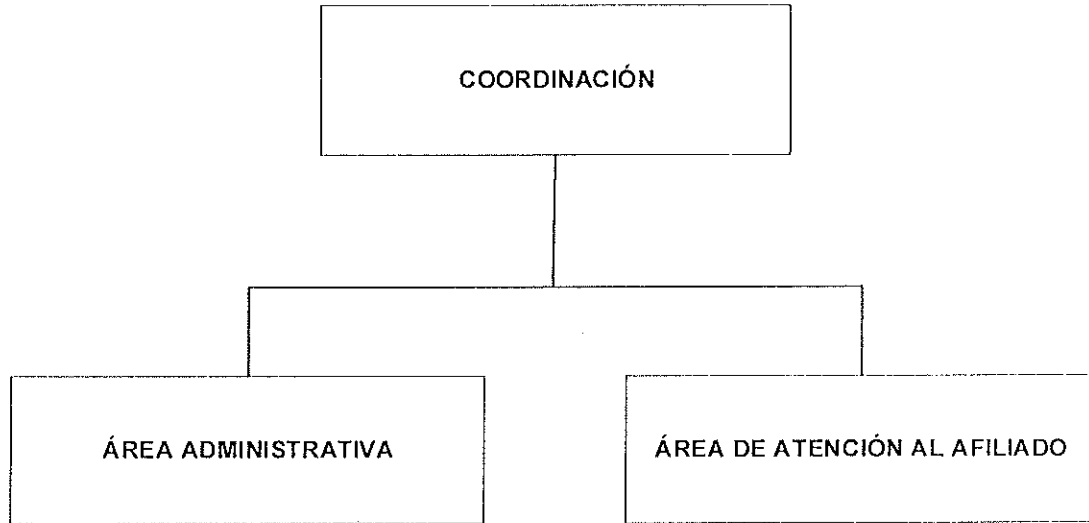 COORDINACIÓN
ÁREA ADMINISTRATIVA
ÁREA DE ATENCIÓN AL AFILIADO